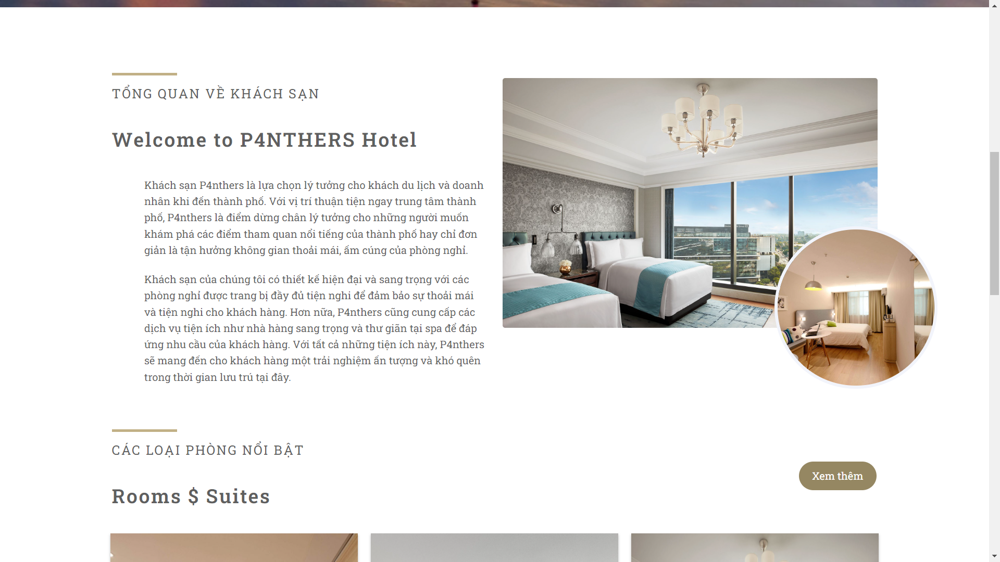 TỔNG QUAN VỀ KHÁCH SẠN
Welcome to P4NTHERS Hotel
Khách sạn P4nthers là lựa chọn lý tưởng cho khách du lịch và doanh
nhân khi đến thành phố. Với vị trí thuận tiện ngay trung tâm thành
phố, P4nthers là điểm dừng chân lý tưởng cho những người muốn
khám phá các điểm tham quan nổi tiếng của thành phố hay chỉ đơn
giản là tận hưởng không gian thoải mái, ấm cúng của phòng nghỉ.
Khách sạn của chúng tôi có thiết kế hiện đại và sang trọng với các
phòng nghỉ được trang bị đầy đủ tiện nghi để đảm bảo sự thoải mái
và tiện nghi cho khách hàng. Hơn nữa, P4nthers cũng cung cấp các
dịch vụ tiện ích như nhà hàng sang trọng và thư giãn tại spa để đáp
ứng nhu cầu của khách hàng. Với tất cả những tiện ích này, P4nthers
sẽ mang đến cho khách hàng một trải nghiệm ấn tượng và khó quên
trong thời gian lưu trú tại đây.
CÁC LOẠI PHÒNG NỔI BẬT
Xem thêm
Rooms $ Suites